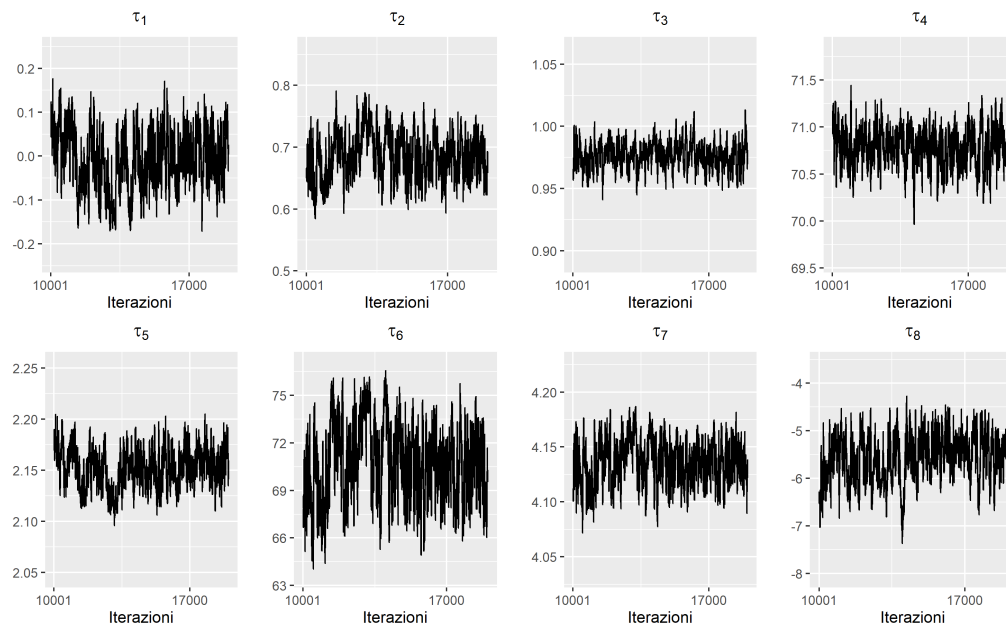 τ1 τ2 τ3 τ4
0.2 0.8 1.05 71.5
0.1 1.00 71.0
0.0 0.7 70.5
-0.1 0.6 0.95 70.0
-0.2 0.5 0.90 69.5
10001 17000 10001 17000 10001 17000 10001 17000
Iterazioni Iterazioni Iterazioni Iterazioni
τ5 τ6 τ7 τ8
2.25 75 4.20 -4
2.20 72 4.15 -5
2.15 69 -6
2.10 66 4.10 -7
2.05 63 4.05 -8
10001 17000 10001 17000 10001 17000 10001 17000
Iterazioni Iterazioni Iterazioni Iterazioni